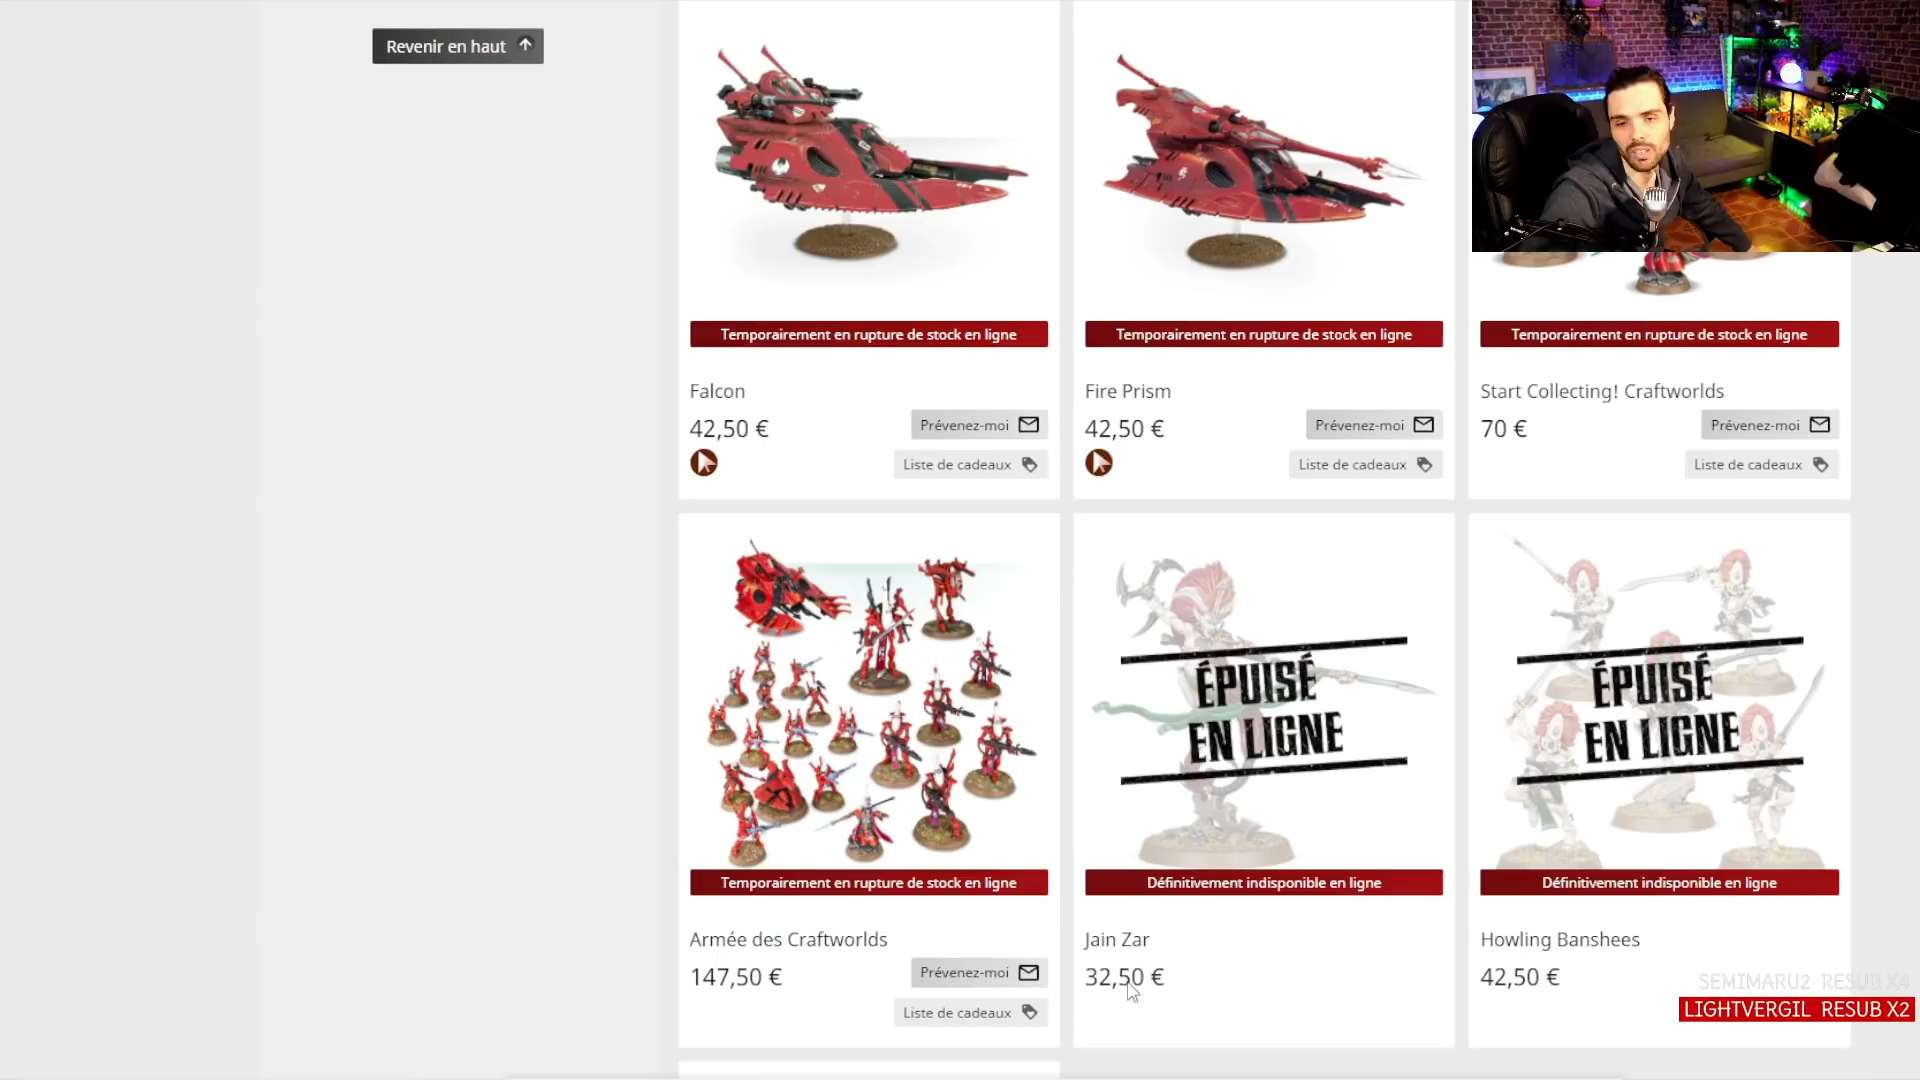 Revenir en haut
Temporairement en rupture de stock en ligne
Temporairement en rupture de stock en ligne
Temporairement en rupture de stock en ligne
Falcon
42,50 €
Prévenez-moi
Liste de cadeaux
Fire Prism
42,50 €
Prévenez-moi
Liste de cadeaux
Start Collecting! Craftworlds
70 €
Prévenez-moi
Liste de cadeaux
ÉPUISÉ
EN LIGNE
ÉPUISÉ
EN LIGNE
Temporairement en rupture de stock en ligne
Définitivement indisponible en ligne
Définitivement indisponible en ligne
Armée des Craftworlds
147,50 €
Prévenez-moi
Liste de cadeaux
Jain Zar
32,50 €
Howling Banshees
42,50 €
SEMIMARU2 RESUB X4
LIGHTVERGIL RESUB X2